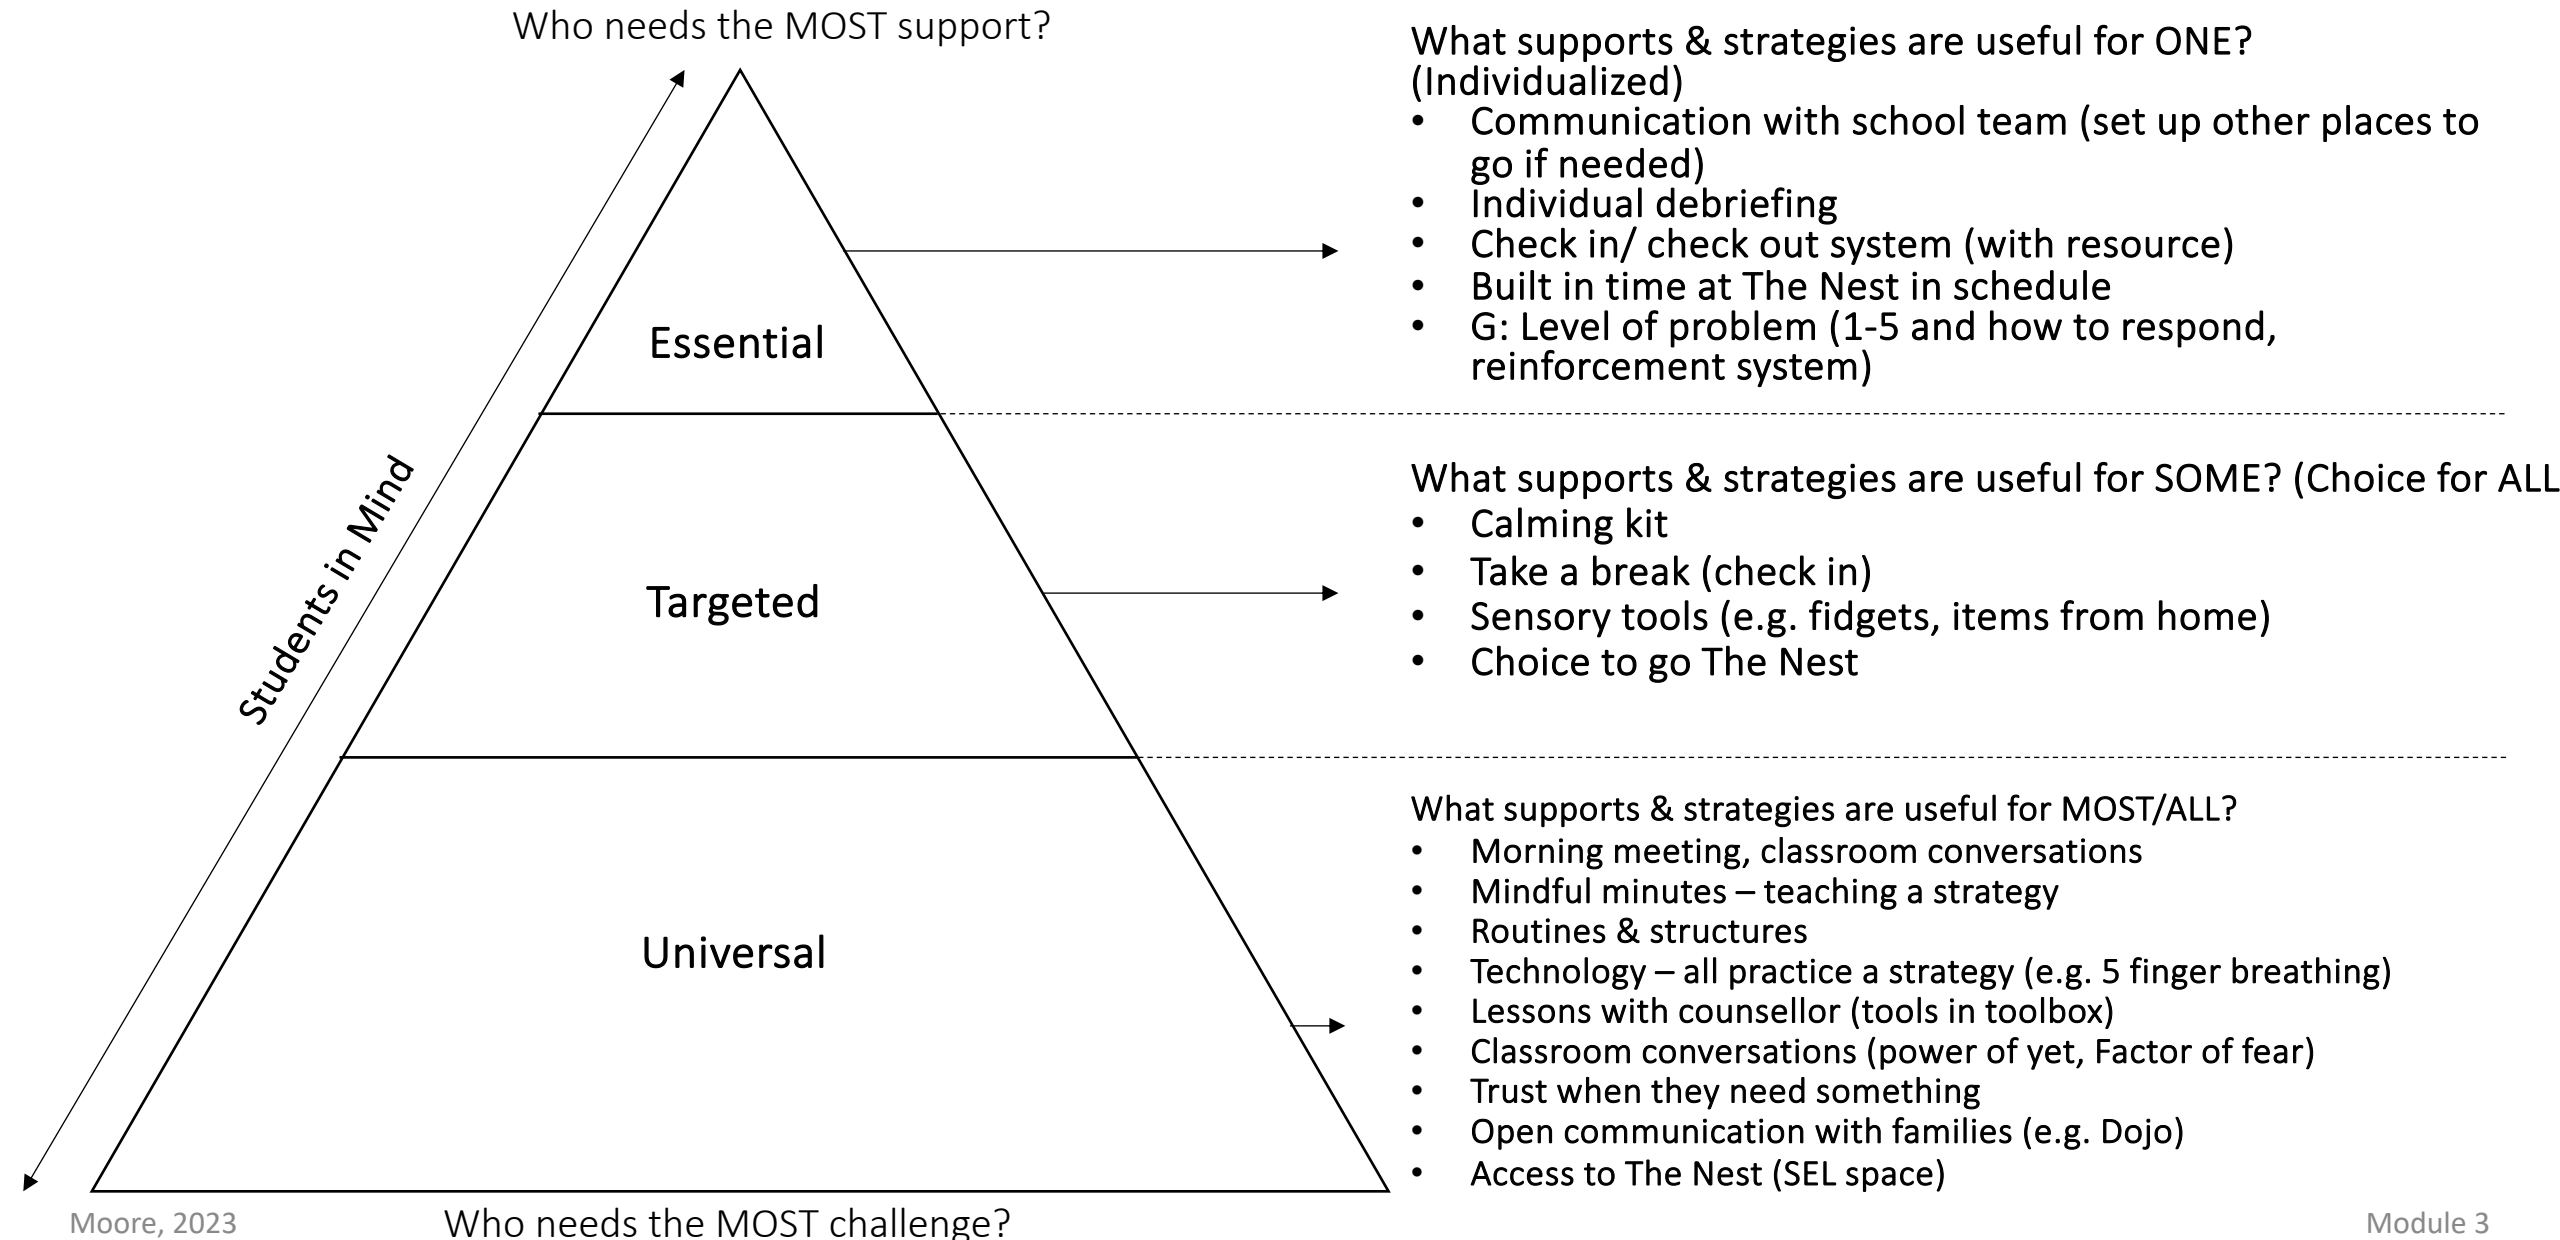 Who needs the MOST support?
What supports & strategies are useful for ONE?
(Individualized)
• Communication with school team (set up other places to
go if needed)
• Individual debriefing
• Check in/ check out system (with resource)
• Built in time at The Nest in schedule
• G: Level of problem (1-5 and how to respond,
reinforcement system)
Essential
Students in Mind
What supports & strategies are useful for SOME? (Choice for ALL
• Calming kit
• Take a break (check in)
• Sensory tools (e.g. fidgets, items from home)
• Choice to go The Nest
Targeted
What supports & strategies are useful for MOST/ALL?
• Morning meeting, classroom conversations
• Mindful minutes – teaching a strategy
• Routines & structures
• Technology – all practice a strategy (e.g. 5 finger breathing)
• Lessons with counsellor (tools in toolbox)
• Classroom conversations (power of yet, Factor of fear)
• Trust when they need something
• Open communication with families (e.g. Dojo)
• Access to The Nest (SEL space)
Universal
Moore, 2023
Who needs the MOST challenge?
Module 3